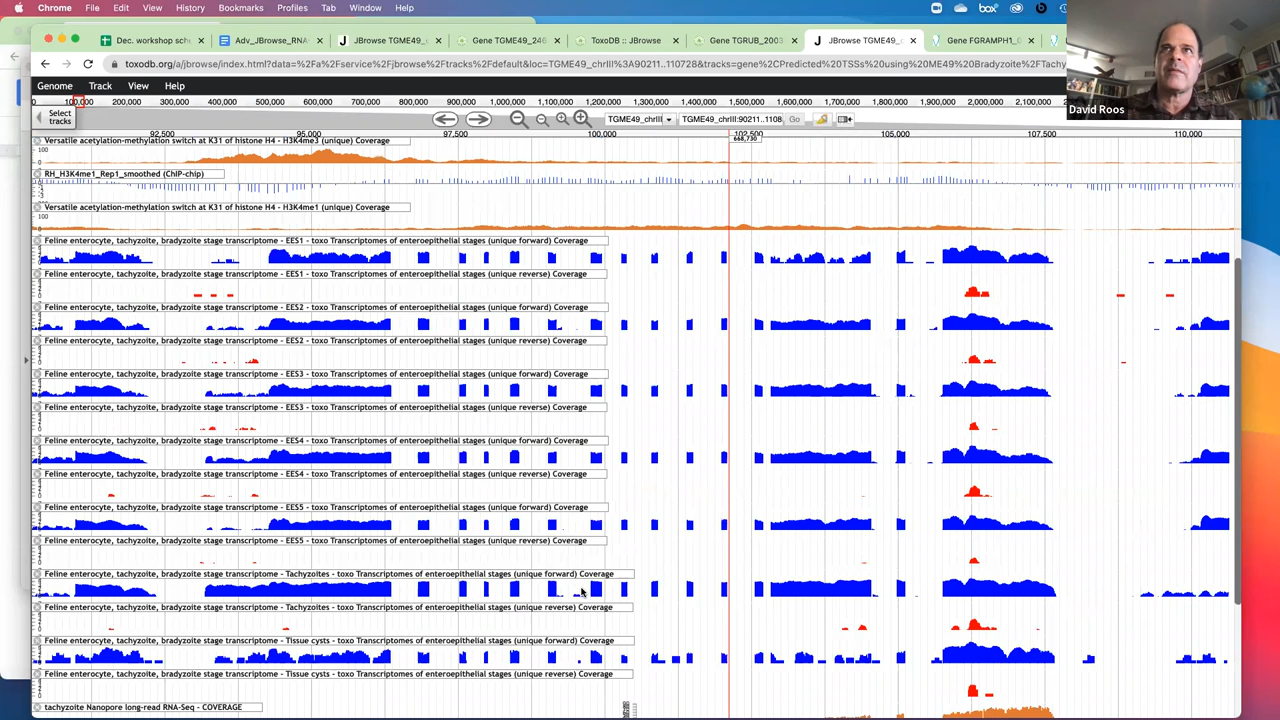 Chrome File Edit View History Bookmarks Profiles Tab Window Help box
Dec. workshop sch Adv_JBrowse_RNA JBrowse TGME49_c Gene TGME49_246 ToxoDB :: JBrowse Gene TGRUB_2003 JBrowse TGME49_c Gene FGRAMPH1_0
toxodb.org/a/jbrowse/index.html?data=%2Fa%2Fservice%2Fjbrowse%2Ftracks%2Fdefault&loc=TGME49_chrIII%3A90211..110728&tracks=gene%2CPredicted%20TSSs%20using%20ME49%20Bradyzoite%2FTachy
David Roos
Genome Track View Help
0 100,000 200,000 300,000 400,000 500,000 600,000 700,000 800,000 900,000 1,000,000 1,100,000 1,200,000 1,300,000 1,400,000 1,500,000 1,600,000 1,700,000 1,800,000 1,900,000 2,000,000 2,100,000
Select tracks
TGME49_chrIII TGME49_chrIII:90211..1108 Go
92,500 95,000 97,500 100,000 102,500 105,000 107,500 110,000
668,730
Versatile acetylation-methylation switch at K31 of histone H4 - H3K4me3 (unique) Coverage
100
RH_H3K4me1_Rep1_smoothed (ChIP-chip)
Versatile acetylation-methylation switch at K31 of histone H4 - H3K4me1 (unique) Coverage
100
Feline enterocyte, tachyzoite, bradyzoite stage transcriptome - EES1 - toxo Transcriptomes of enteroepithelial stages (unique forward) Coverage
Feline enterocyte, tachyzoite, bradyzoite stage transcriptome - EES1 - toxo Transcriptomes of enteroepithelial stages (unique reverse) Coverage
Feline enterocyte, tachyzoite, bradyzoite stage transcriptome - EES2 - toxo Transcriptomes of enteroepithelial stages (unique forward) Coverage
Feline enterocyte, tachyzoite, bradyzoite stage transcriptome - EES2 - toxo Transcriptomes of enteroepithelial stages (unique reverse) Coverage
Feline enterocyte, tachyzoite, bradyzoite stage transcriptome - EES3 - toxo Transcriptomes of enteroepithelial stages (unique forward) Coverage
Feline enterocyte, tachyzoite, bradyzoite stage transcriptome - EES3 - toxo Transcriptomes of enteroepithelial stages (unique reverse) Coverage
Feline enterocyte, tachyzoite, bradyzoite stage transcriptome - EES4 - toxo Transcriptomes of enteroepithelial stages (unique forward) Coverage
Feline enterocyte, tachyzoite, bradyzoite stage transcriptome - EES4 - toxo Transcriptomes of enteroepithelial stages (unique reverse) Coverage
Feline enterocyte, tachyzoite, bradyzoite stage transcriptome - EES5 - toxo Transcriptomes of enteroepithelial stages (unique forward) Coverage
Feline enterocyte, tachyzoite, bradyzoite stage transcriptome - EES5 - toxo Transcriptomes of enteroepithelial stages (unique reverse) Coverage
Feline enterocyte, tachyzoite, bradyzoite stage transcriptome - Tachyzoites - toxo Transcriptomes of enteroepithelial stages (unique forward) Coverage
Feline enterocyte, tachyzoite, bradyzoite stage transcriptome - Tachyzoites - toxo Transcriptomes of enteroepithelial stages (unique reverse) Coverage
Feline enterocyte, tachyzoite, bradyzoite stage transcriptome - Tissue cysts - toxo Transcriptomes of enteroepithelial stages (unique forward) Coverage
Feline enterocyte, tachyzoite, bradyzoite stage transcriptome - Tissue cysts - toxo Transcriptomes of enteroepithelial stages (unique reverse) Coverage
tachyzoite Nanopore long-read RNA-Seq - COVERAGE